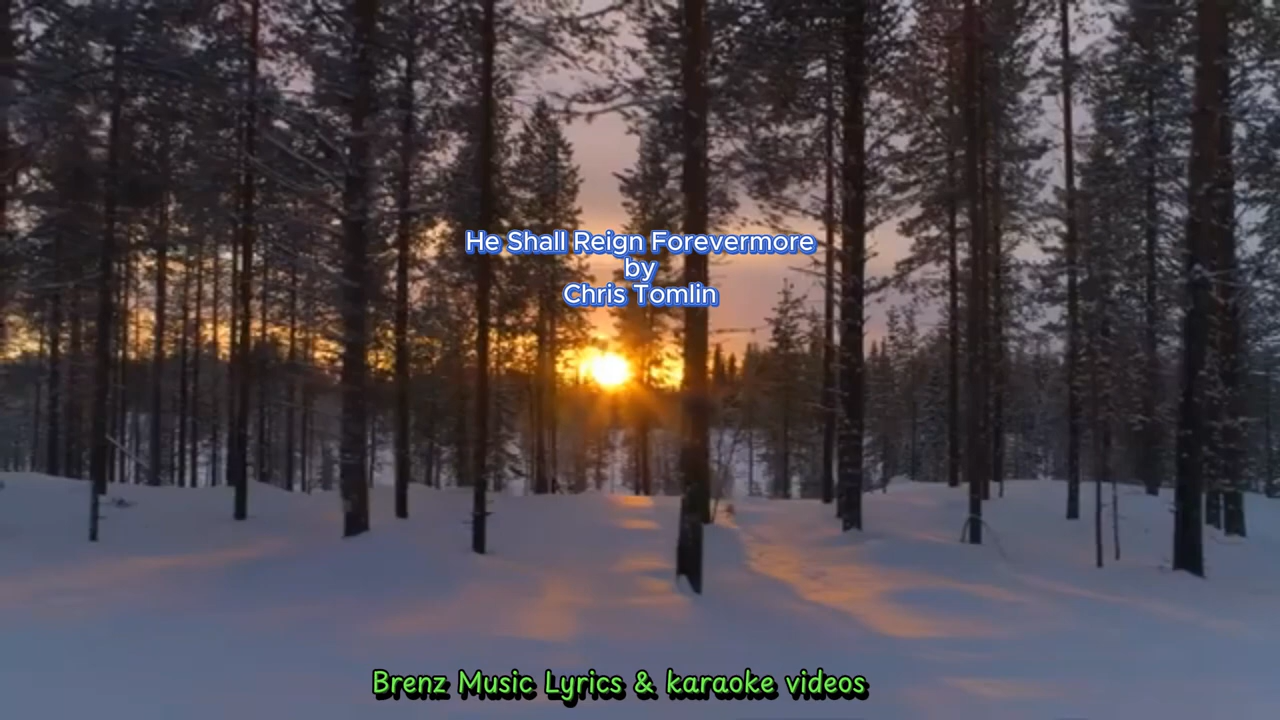 He Shall Reign Forevermore
by
Chris Tomlin
Brenz Music Lyrics & karaoke videos